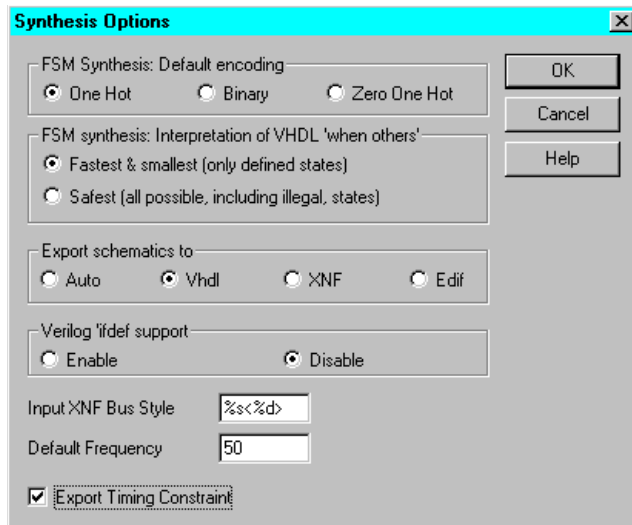 Synthesis Options
FSM Synthesis: Default encoding
One Hot Binary Zero One Hot
OK
Cancel
Help
FSM synthesis: Interpretation of VHDL 'when others'
Fastest & smallest (only defined states)
Safest (all possible, including illegal, states)
Export schematics to
Auto Vhdl XNF Edif
Verilog 'ifdef support
Enable Disable
Input XNF Bus Style %s<%d>
Default Frequency 50
Export Timing Constraint